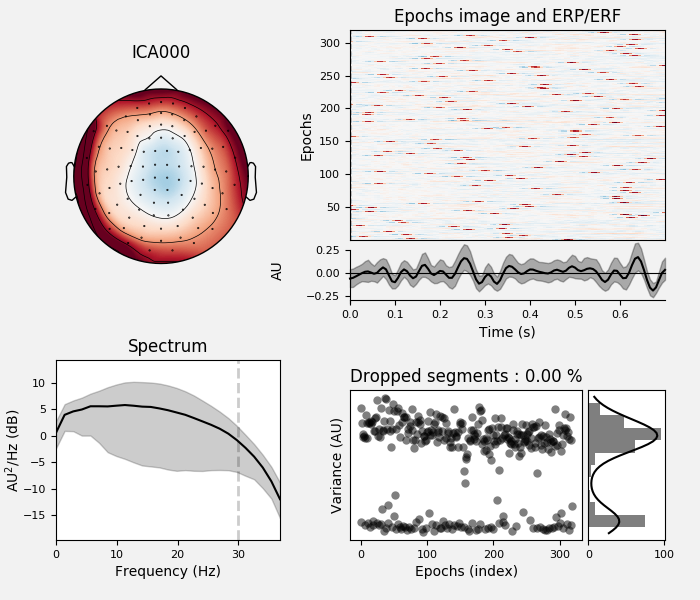 ICA000
Epochs image and ERP/ERF
Epochs
300
250
200
150
100
50
AU
0.25
0.00
−0.25
0.0 0.1 0.2 0.3 0.4 0.5 0.6
Time (s)
Spectrum
AU²/Hz (dB)
10
5
0
−5
−10
−15
0 10 20 30
Frequency (Hz)
Dropped segments : 0.00 %
Variance (AU)
0 100 200 300
Epochs (index)
0 100